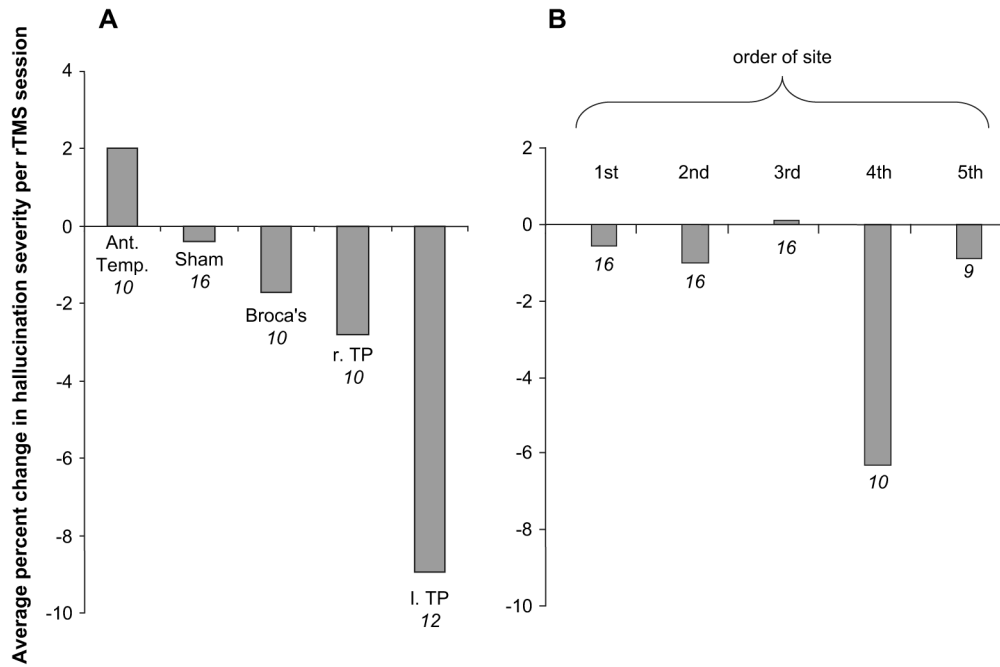 A
Average percent change in hallucination severity per rTMS session
4
2
0
-2
-4
-6
-8
-10
Ant.
Temp.
10
Sham
16
Broca's
10
r. TP
10
l. TP
12
B
order of site
1st 2nd 3rd 4th 5th
2
0
-2
-4
-6
-8
-10
16
16
16
10
9